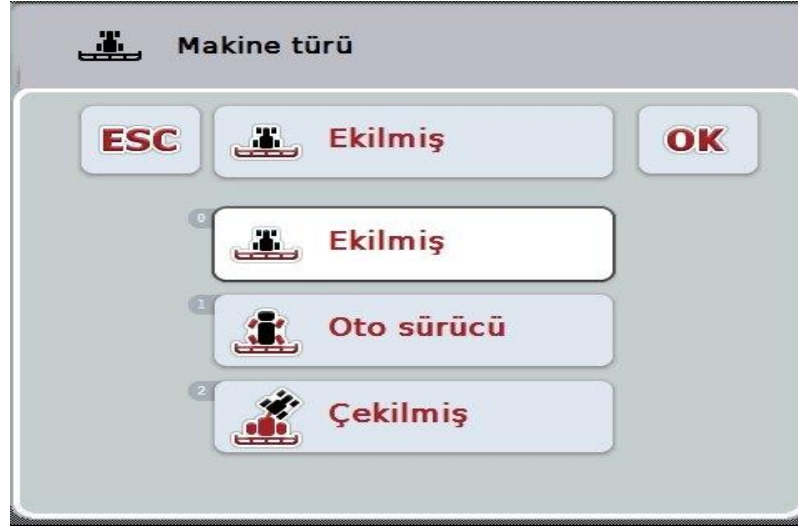 Makine türü
ESC Ekilmiş OK
0 Ekilmiş
1 Oto sürücü
2 Çekilmiş